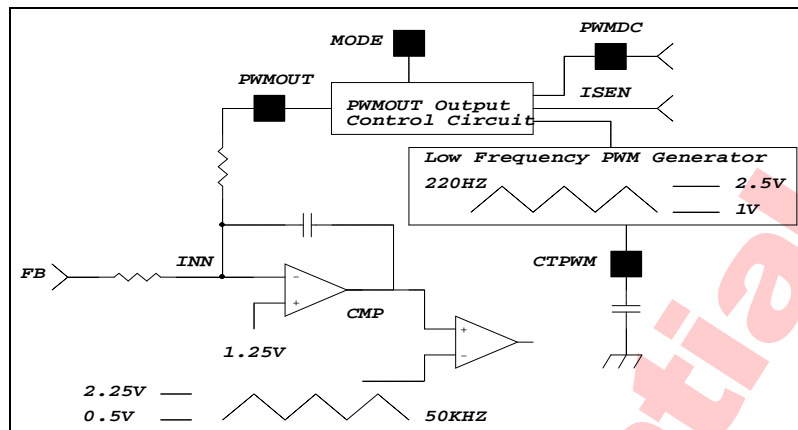 MODE
PWMDC
PWMOUT
ISEN
PWMOUT Output
Control Circuit
Low Frequency PWM Generator
220HZ
2.5V
1V
INN
FB
CTPWM
CMP
1.25V
2.25V
0.5V
50KHZ
tial